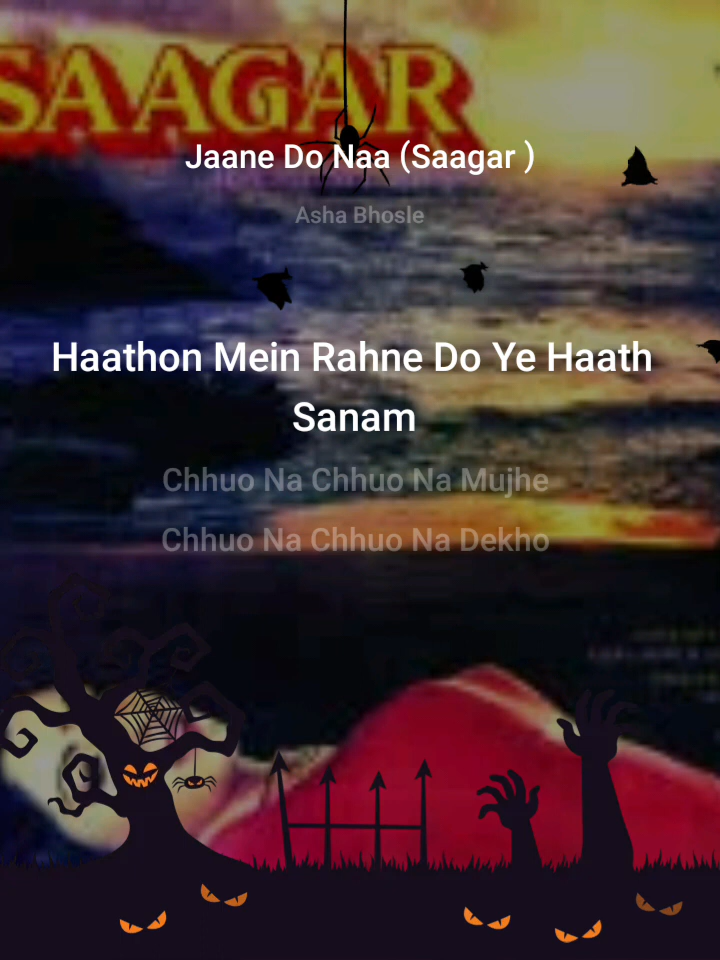 SAAGAR
Jaane Do Naa (Saagar )
Asha Bhosle
Haathon Mein Rahne Do Ye Haath
Sanam
Chhuo Na Chhuo Na Mujhe
Chhuo Na Chhuo Na Dekho